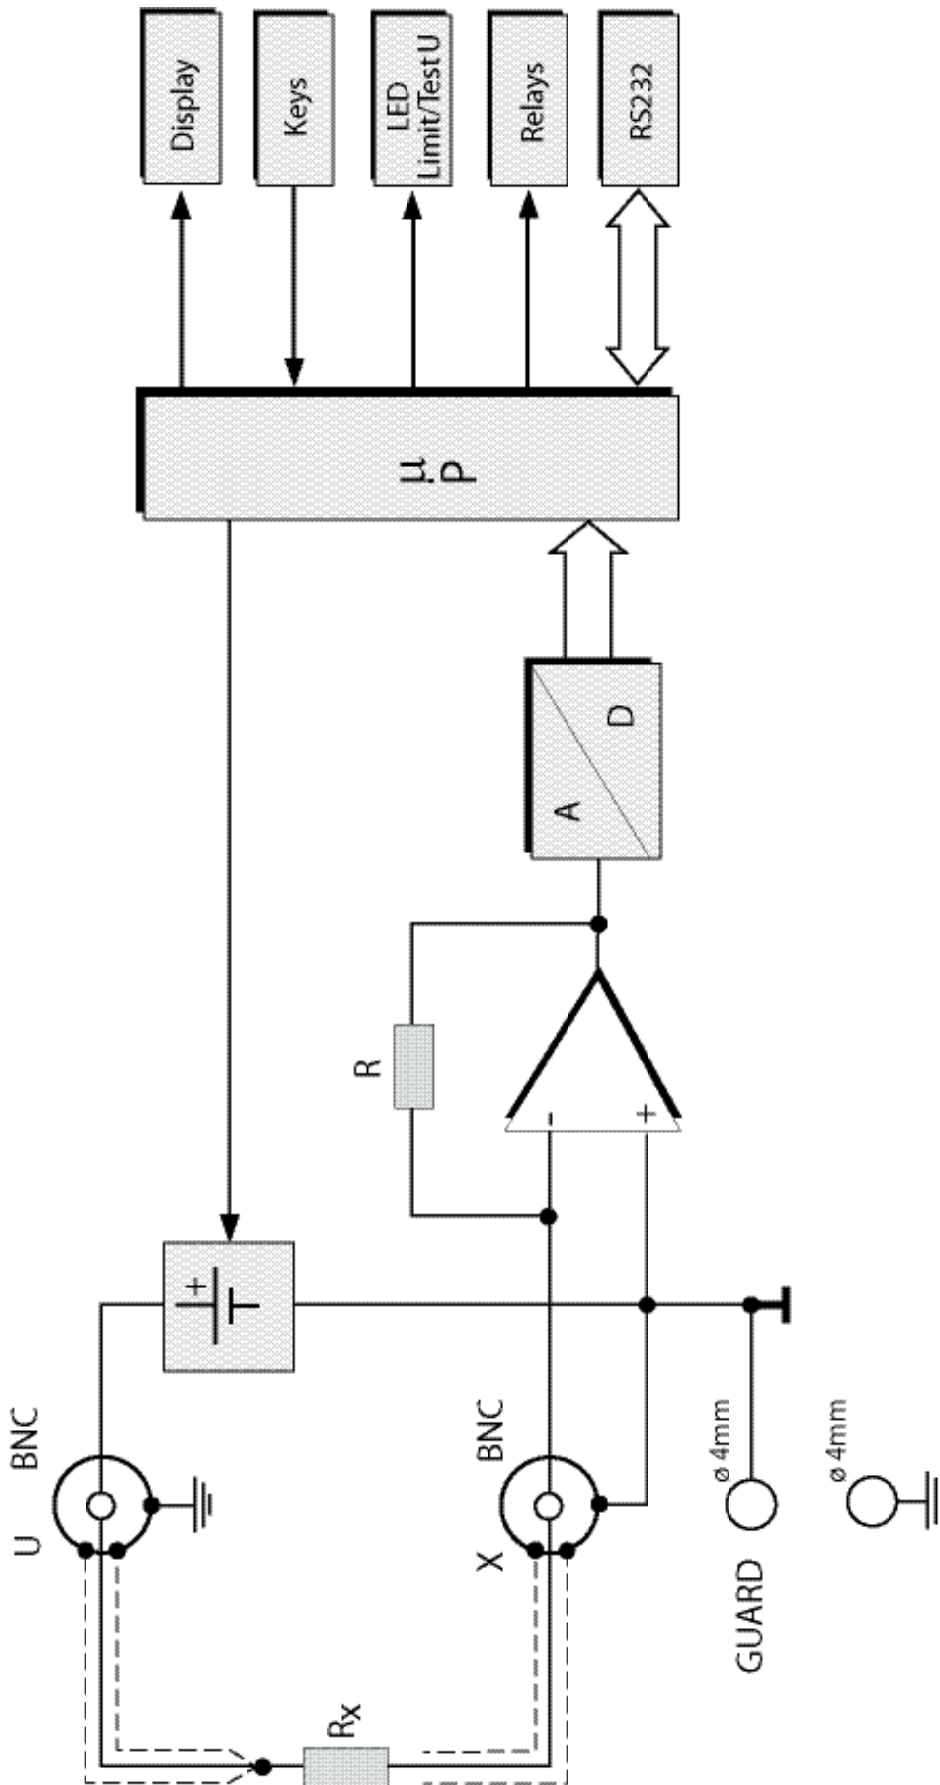 Display
Keys
LED
Limit/Test U
Relays
RS232
µP
A
D
R
-
+
+
BNC
U
BNC
X
ø 4mm
GUARD
ø 4mm
Rx